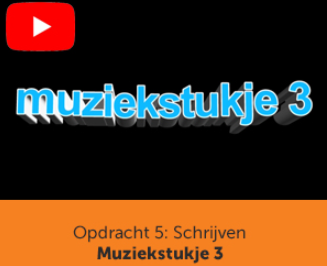 muziekstukje 3
Opdracht 5: Schrijven
Muziekstukje 3